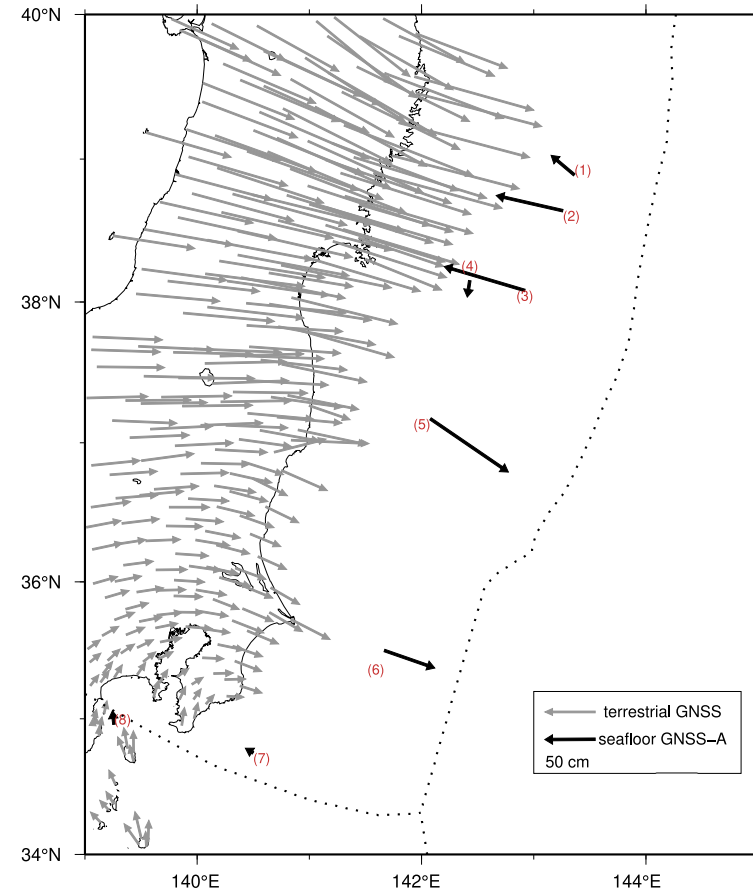 40°N
(1)
(2)
(4)
38°N
(3)
(5)
36°N
(6)
terrestrial GNSS
(8)
seafloor GNSS−A
(7)
50 cm
34°N
140°E
142°E
144°E